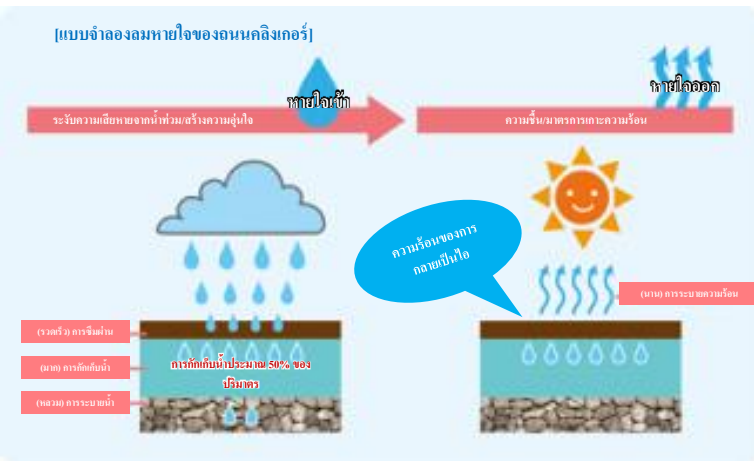 [แบบจำลองลมหายใจของถนนคลิงเกอร์]
หายใจเข้า
หายใจออก
ระงับความเสียหายจากน้ำท่วม/สร้างความอุ่นใจ
ความชื้น/มาตรการเกาะความร้อน
ความร้อนของการ
กลายเป็นไอ
(นาน) การระบายความร้อน
(รวดเร็ว) การซึมผ่าน
(มาก) การกักเก็บน้ำ
การกักเก็บน้ำประมาณ 50% ของ
ปริมาตร
(หลวม) การระบายน้ำ